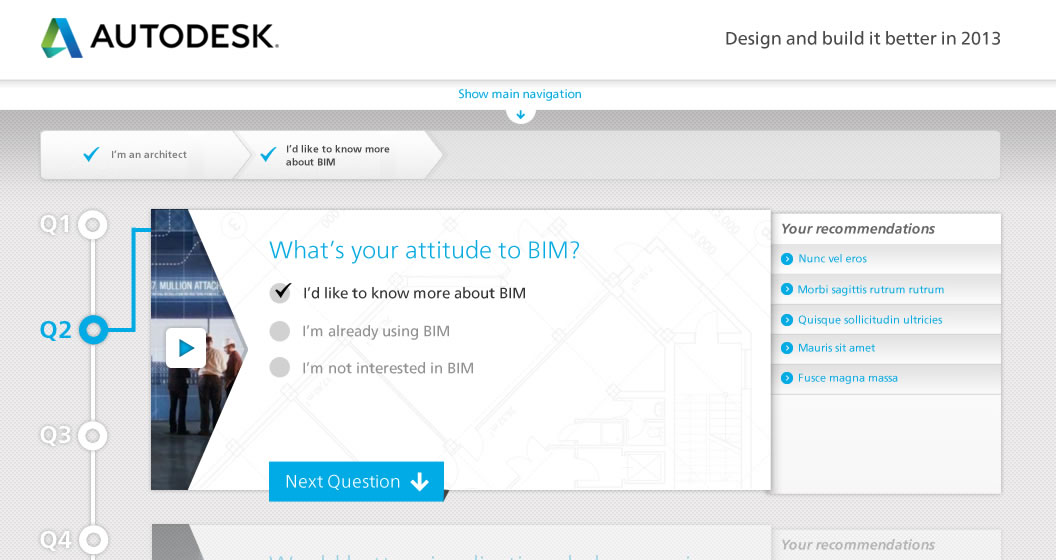 AUTODESK.
Design and build it better in 2013
Show main navigation
I'm an architect
I'd like to know more
about BIM
Q1
What's your attitude to BIM?
I'd like to know more about BIM
I'm already using BIM
I'm not interested in BIM
Next Question
Your recommendations
Nunc vel eros
Morbi sagittis rutrum rutrum
Quisque sollicitudin ultricies
Mauris sit amet
Fusce magna massa
MULLION ATTACH
Q2
Q3
Q4
Your recommendations